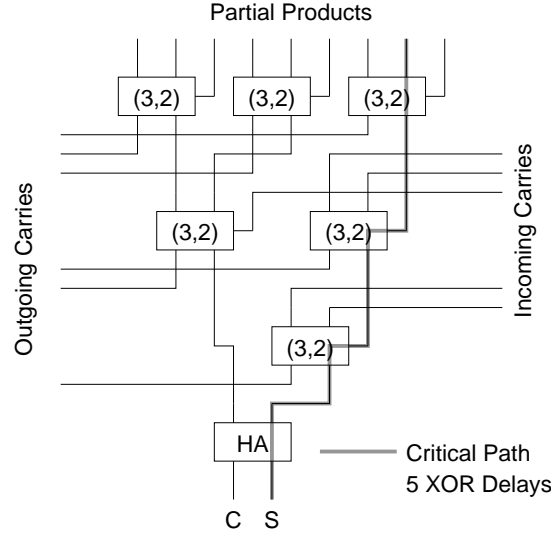 Partial Products
(3,2) (3,2) (3,2)
Outgoing Carries
Incoming Carries
(3,2) (3,2)
(3,2)
HA
Critical Path
5 XOR Delays
C S